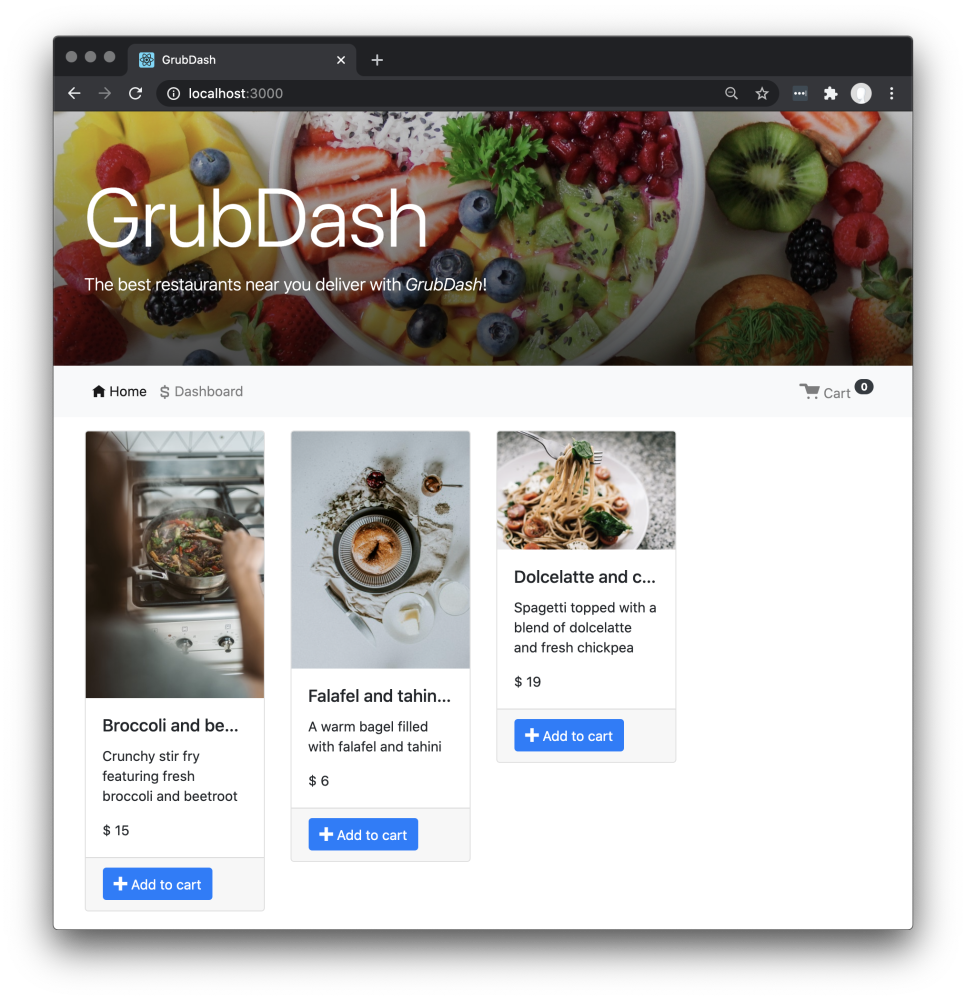 GrubDash
localhost:3000
GrubDash
The best restaurants near you deliver with GrubDash!
Home $ Dashboard
Cart 0
Broccoli and be...
Crunchy stir fry
featuring fresh
broccoli and beetroot
$ 15
Add to cart
Falafel and tahin...
A warm bagel filled
with falafel and tahini
$ 6
Add to cart
Dolcelatte and c...
Spagetti topped with a
blend of dolcelatte
and fresh chickpea
$ 19
Add to cart